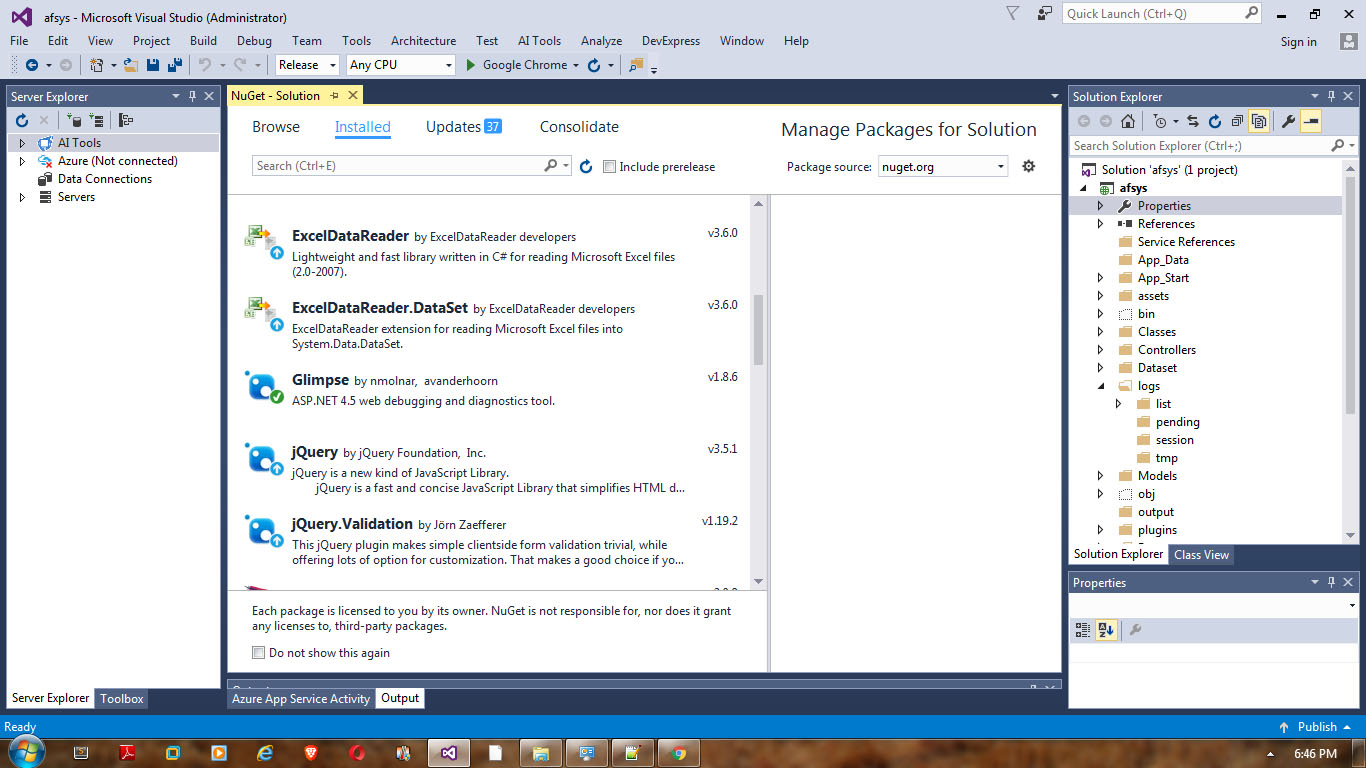 afsys - Microsoft Visual Studio (Administrator)
Quick Launch (Ctrl+Q)
File Edit View Project Build Debug Team Tools Architecture Test AI Tools Analyze DevExpress Window Help
Sign in
Release Any CPU Google Chrome
Server Explorer
AI Tools
Azure (Not connected)
Data Connections
Servers
Server Explorer Toolbox
NuGet - Solution
Browse Installed Updates 37 Consolidate
Manage Packages for Solution
Search (Ctrl+E)
Include prerelease
Package source: nuget.org
ExcelDataReader by ExcelDataReader developers v3.6.0
Lightweight and fast library written in C# for reading Microsoft Excel files
(2.0-2007).
ExcelDataReader.DataSet by ExcelDataReader developers v3.6.0
ExcelDataReader extension for reading Microsoft Excel files into
System.Data.DataSet.
Glimpse by nmolnar, avanderhoorn v1.8.6
ASP.NET 4.5 web debugging and diagnostics tool.
jQuery by jQuery Foundation, Inc. v3.5.1
jQuery is a new kind of JavaScript Library.
jQuery is a fast and concise JavaScript Library that simplifies HTML d...
jQuery.Validation by Jörn Zaefferer v1.19.2
This jQuery plugin makes simple clientside form validation trivial, while
offering lots of option for customization. That makes a good choice if yo...
Each package is licensed to you by its owner. NuGet is not responsible for, nor does it grant
any licenses to, third-party packages.
Do not show this again
Azure App Service Activity Output
Solution Explorer
Search Solution Explorer (Ctrl+;)
Solution 'afsys' (1 project)
afsys
Properties
References
Service References
App_Data
App_Start
assets
bin
Classes
Controllers
Dataset
logs
list
pending
session
tmp
Models
obj
output
plugins
Solution Explorer Class View
Properties
Ready
Publish
6:46 PM